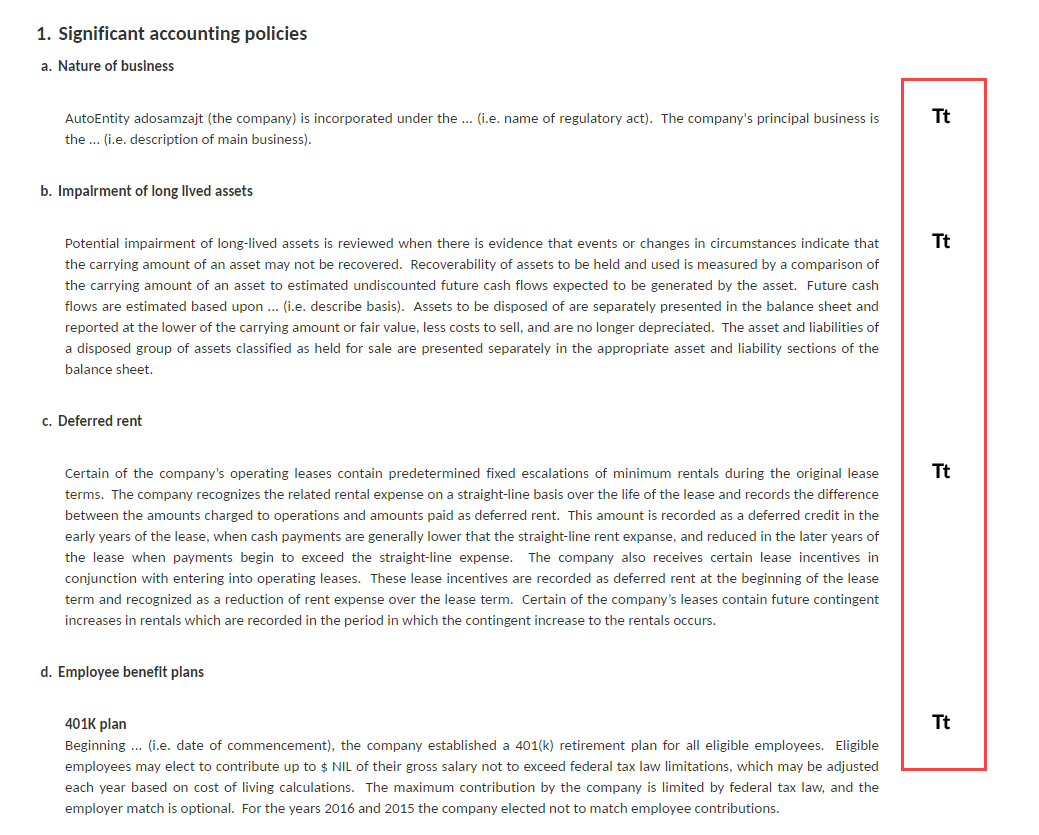 1. Significant accounting policies
a. Nature of business
AutoEntity adosamzajt (the company) is incorporated under the ... (i.e. name of regulatory act).  The company's principal business is
Tt
the ... (i.e. description of main business).
b. Impairment of long lived assets
Potential impairment of long-lived assets is reviewed when there is evidence that events or changes in circumstances indicate that
Tt
the carrying amount of an asset may not be recovered.  Recoverability of assets to be held and used is measured by a comparison of
the carrying amount of an asset to estimated undiscounted future cash flows expected to be generated by the asset.  Future cash
flows are estimated based upon ... (i.e. describe basis).  Assets to be disposed of are separately presented in the balance sheet and
reported at the lower of the carrying amount or fair value, less costs to sell, and are no longer depreciated.  The asset and liabilities of
a disposed group of assets classified as held for sale are presented separately in the appropriate asset and liability sections of the
balance sheet.
c. Deferred rent
Certain of the company's operating leases contain predetermined fixed escalations of minimum rentals during the original lease
Tt
terms.  The company recognizes the related rental expense on a straight-line basis over the life of the lease and records the difference
between the amounts charged to operations and amounts paid as deferred rent.  This amount is recorded as a deferred credit in the
early years of the lease, when cash payments are generally lower that the straight-line rent expanse, and reduced in the later years of
the lease when payments begin to exceed the straight-line expense.  The company also receives certain lease incentives in
conjunction with entering into operating leases.  These lease incentives are recorded as deferred rent at the beginning of the lease
term and recognized as a reduction of rent expense over the lease term.  Certain of the company's leases contain future contingent
increases in rentals which are recorded in the period in which the contingent increase to the rentals occurs.
d. Employee benefit plans
401K plan
Tt
Beginning ... (i.e. date of commencement), the company established a 401(k) retirement plan for all eligible employees.  Eligible
employees may elect to contribute up to $ NIL of their gross salary not to exceed federal tax law limitations, which may be adjusted
each year based on cost of living calculations.  The maximum contribution by the company is limited by federal tax law, and the
employer match is optional.  For the years 2016 and 2015 the company elected not to match employee contributions.